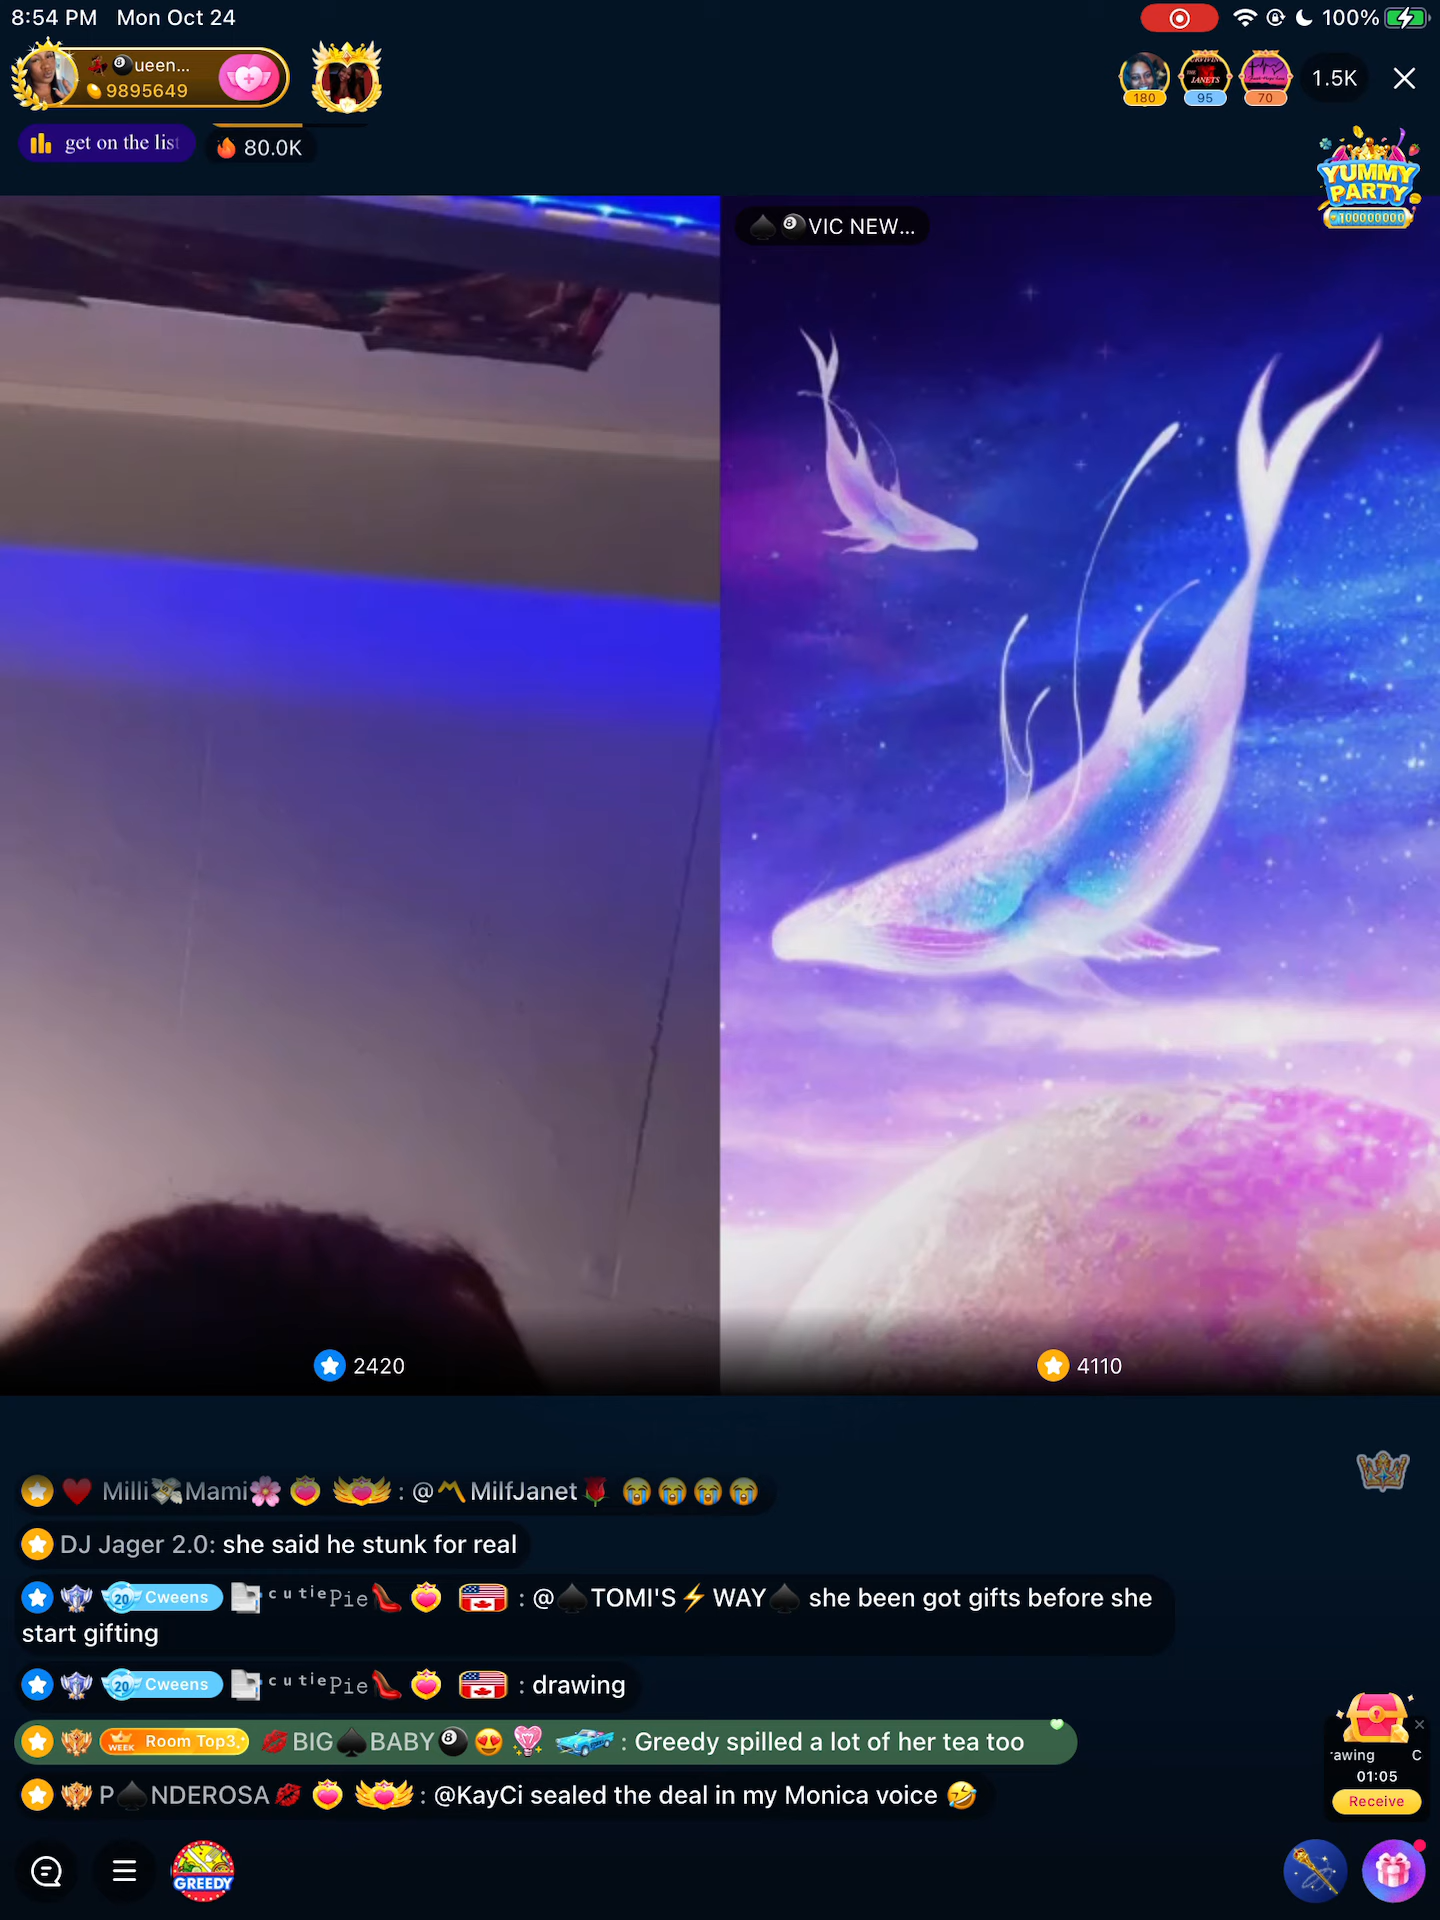 8:54 PM Mon Oct 24
100%
🎱ueen...
9895649
180
95
70
1.5K
get on the list
80.0K
YUMMY
PARTY
100000000
♠️🎱VIC NEW...
2420
4110
❤️ Milli💸Mami🌸 : @〽️MilfJanet🌹 😭😭😭😭
DJ Jager 2.0: she said he stunk for real
20 Cweens ᶜᵘᵗⁱᵉPie👠 : @♠️TOMI'S⚡WAY♠️ she been got gifts before she
start gifting
20 Cweens ᶜᵘᵗⁱᵉPie👠 : drawing
WEEK Room Top3 💋BIG♠️BABY🎱😍 : Greedy spilled a lot of her tea too
P♠️NDEROSA💋 : @KayCi sealed the deal in my Monica voice 🤣
rawing C
01:05
Receive
GREEDY